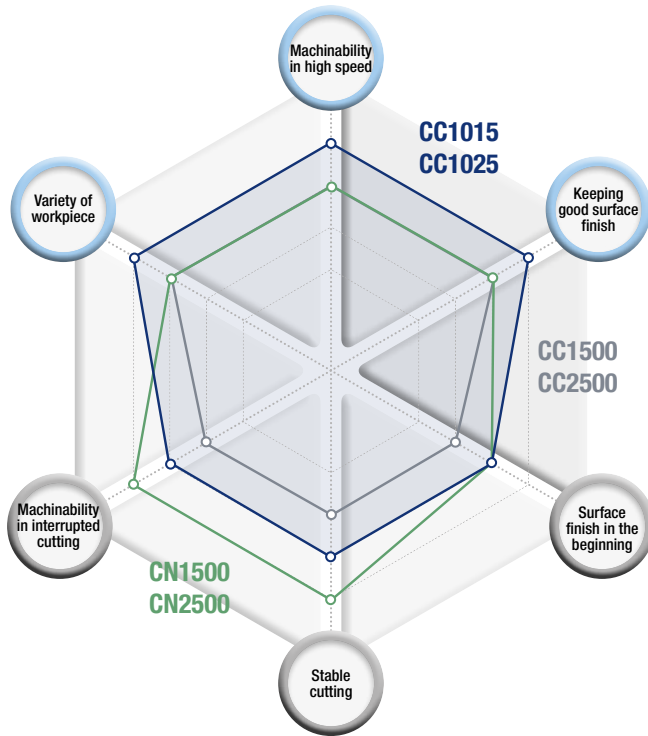 Machinability
in high speed
CC1015
CC1025
Variety of
workpiece
Keeping
good surface
finish
CC1500
CC2500
Machinability
in interrupted
cutting
Surface
finish in the
beginning
CN1500
CN2500
Stable
cutting